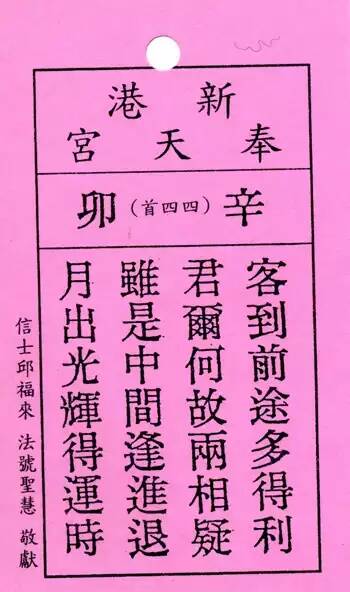 新港
奉天宮
辛（四四首）卯
客到前途多得利
君爾何故兩相疑
雖是中間逢進退
月出光輝得運時
信士邱福來 法號聖慧 敬獻